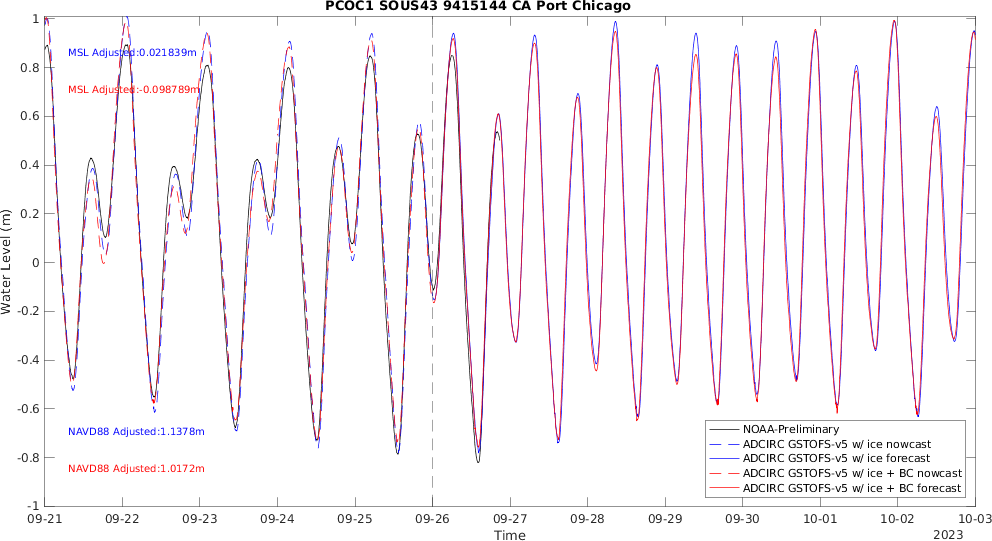 PCOC1 SOUS43 9415144 CA Port Chicago
1
0.8
0.6
0.4
0.2
0
-0.2
-0.4
-0.6
-0.8
-1
Water Level (m)
MSL Adjusted:0.021839m
MSL Adjusted:-0.098789m
NAVD88 Adjusted:1.1378m
NAVD88 Adjusted:1.0172m
NOAA-Preliminary
ADCIRC GSTOFS-v5 w/ ice nowcast
ADCIRC GSTOFS-v5 w/ ice forecast
ADCIRC GSTOFS-v5 w/ ice + BC nowcast
ADCIRC GSTOFS-v5 w/ ice + BC forecast
09-21 09-22 09-23 09-24 09-25 09-26 09-27 09-28 09-29 09-30 10-01 10-02 10-03
Time
2023